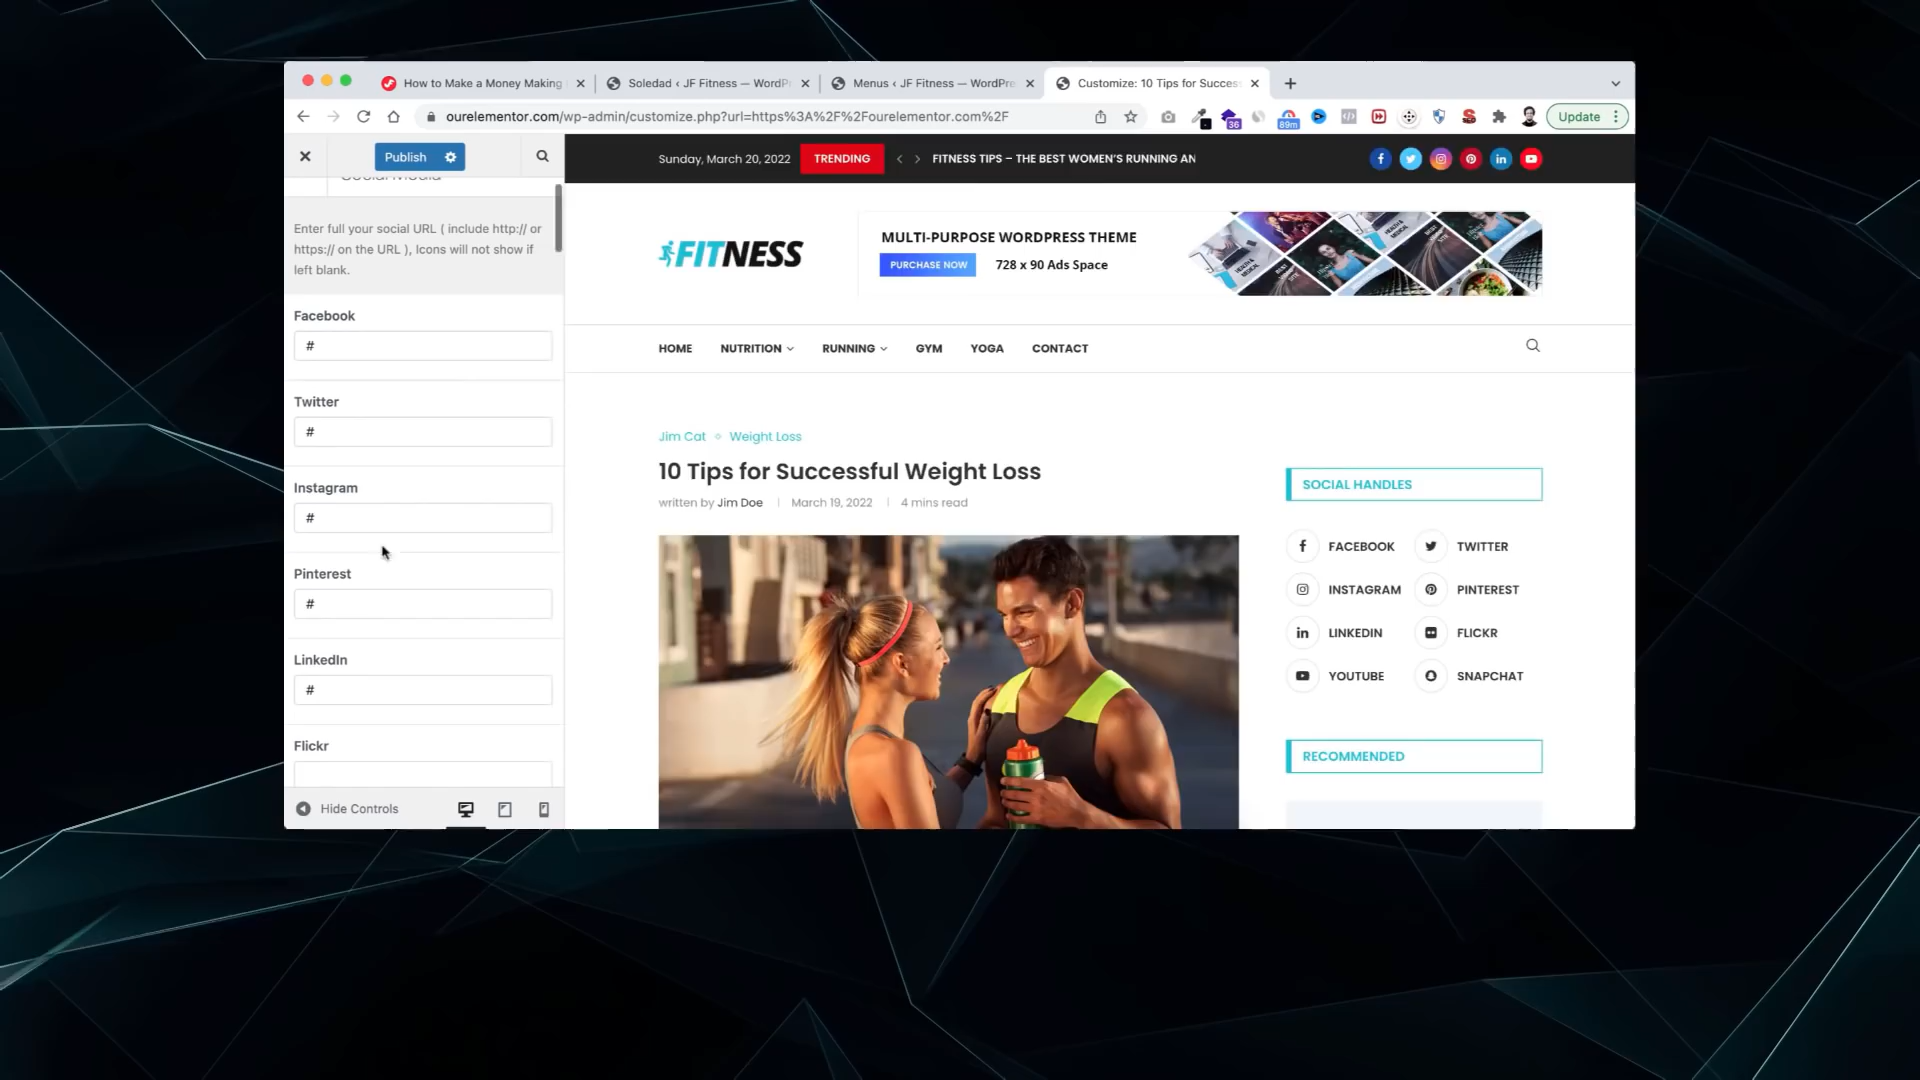 How to Make a Money Making
Soledad ‹ JF Fitness — WordP
Menus ‹ JF Fitness — WordPre
Customize: 10 Tips for Success
ourelementor.com/wp-admin/customize.php?url=https%3A%2F%2Fourelementor.com%2F
36
89m
Update
Publish
Social Media
Enter full your social URL ( include http:// or
https:// on the URL ), Icons will not show if
left blank.
Facebook
#
Twitter
#
Instagram
#
Pinterest
#
LinkedIn
#
Flickr
Hide Controls
Sunday, March 20, 2022
TRENDING
FITNESS TIPS – THE BEST WOMEN'S RUNNING AN
FITNESS
MULTI-PURPOSE WORDPRESS THEME
PURCHASE NOW
728 x 90 Ads Space
HOME
NUTRITION
RUNNING
GYM
YOGA
CONTACT
Jim Cat
Weight Loss
10 Tips for Successful Weight Loss
written by Jim Doe
March 19, 2022
4 mins read
SOCIAL HANDLES
FACEBOOK
TWITTER
INSTAGRAM
PINTEREST
LINKEDIN
FLICKR
YOUTUBE
SNAPCHAT
RECOMMENDED